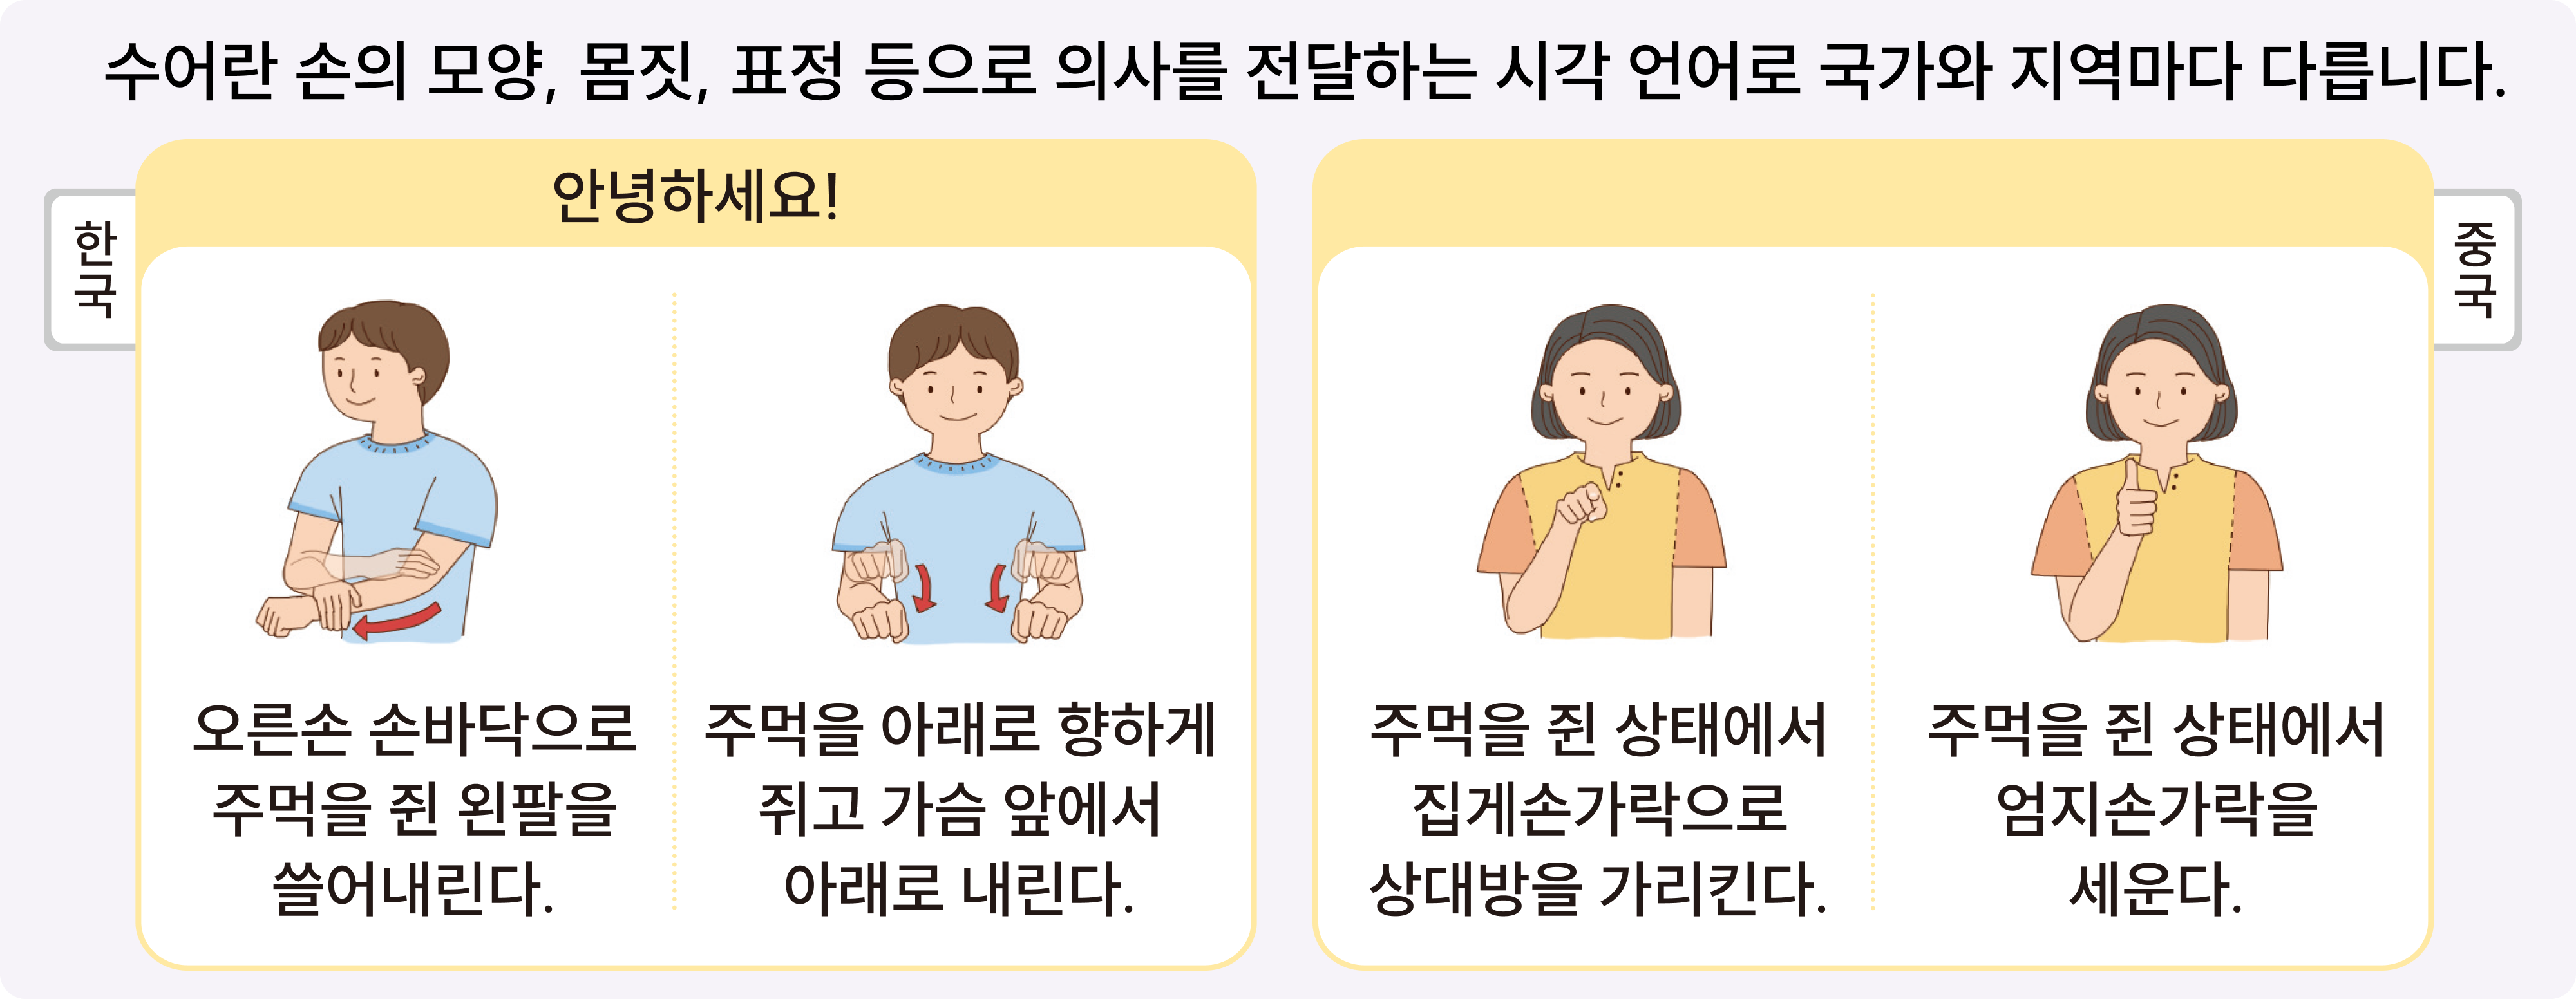 수어란 손의 모양, 몸짓, 표정 등으로 의사를 전달하는 시각 언어로 국가와 지역마다 다릅니다.
한국
안녕하세요!
오른손 손바닥으로
주먹을 쥔 왼팔을
쓸어내린다.
주먹을 아래로 향하게
쥐고 가슴 앞에서
아래로 내린다.
중국
주먹을 쥔 상태에서
집게손가락으로
상대방을 가리킨다.
주먹을 쥔 상태에서
엄지손가락을
세운다.